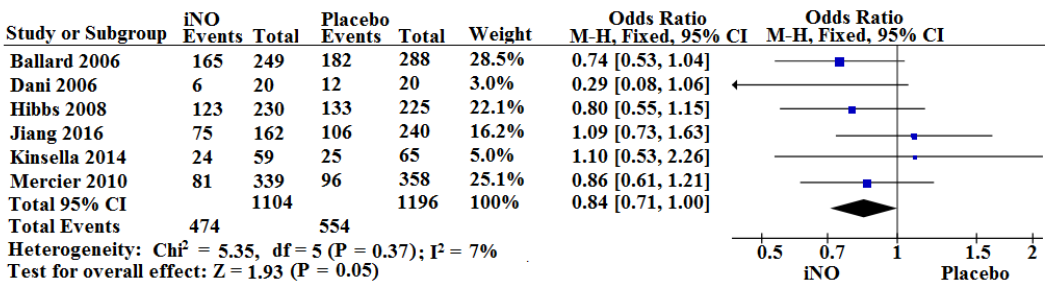 iNO Placebo Odds Ratio Odds Ratio
Study or Subgroup Events Total Events Total Weight M-H, Fixed, 95% CI M-H, Fixed, 95% CI
Ballard 2006 165 249 182 288 28.5% 0.74 [0.53, 1.04]
Dani 2006 6 20 12 20 3.0% 0.29 [0.08, 1.06]
Hibbs 2008 123 230 133 225 22.1% 0.80 [0.55, 1.15]
Jiang 2016 75 162 106 240 16.2% 1.09 [0.73, 1.63]
Kinsella 2014 24 59 25 65 5.0% 1.10 [0.53, 2.26]
Mercier 2010 81 339 96 358 25.1% 0.86 [0.61, 1.21]
Total 95% CI 1104 1196 100% 0.84 [0.71, 1.00]
Total Events 474 554
Heterogeneity: Chi² = 5.35, df = 5 (P = 0.37); I² = 7%
Test for overall effect: Z = 1.93 (P = 0.05)
0.5 0.7 1 1.5 2
iNO Placebo